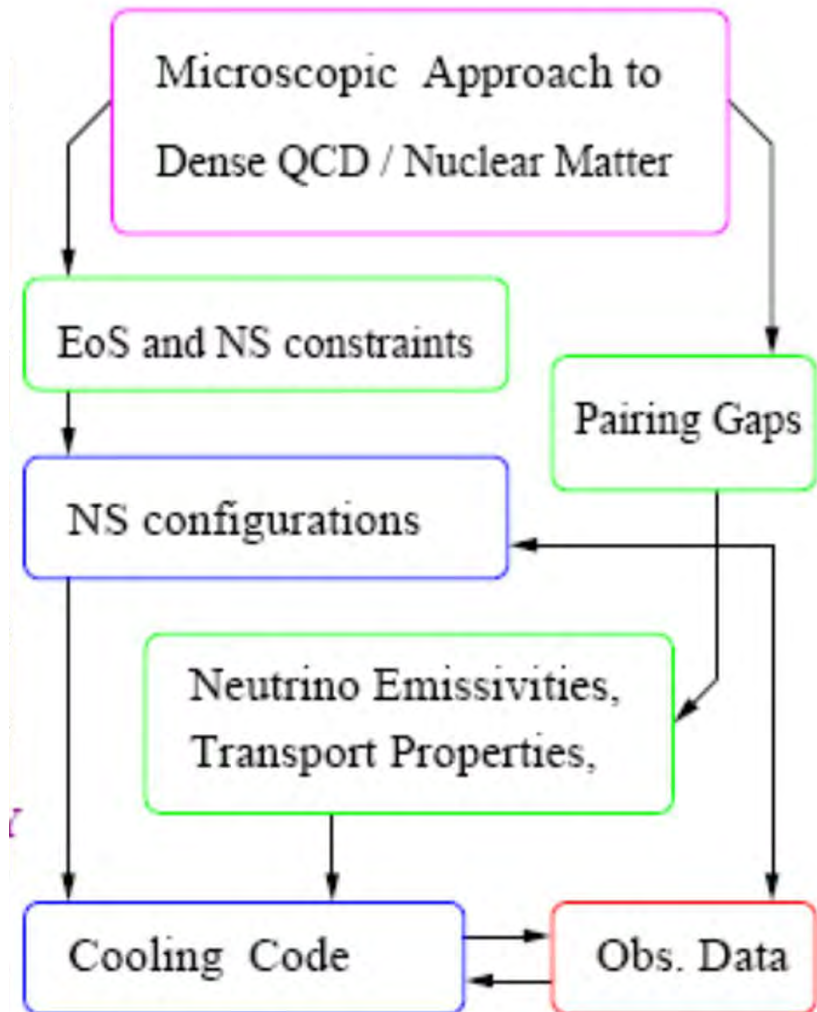 Microscopic Approach to
Dense QCD / Nuclear Matter
EoS and NS constraints
Pairing Gaps
NS configurations
Neutrino Emissivities,
Transport Properties,
Cooling Code
Obs. Data